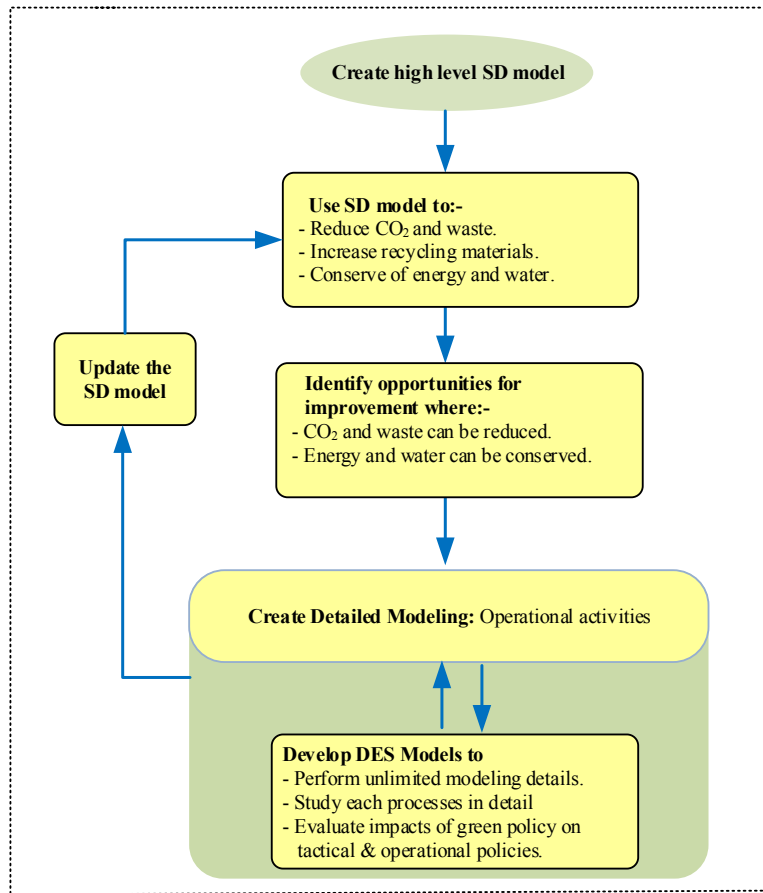 Create high level SD model
Use SD model to:-
- Reduce CO₂ and waste.
- Increase recycling materials.
- Conserve of energy and water.
Update the
SD model
Identify opportunities for
improvement where:-
- CO₂ and waste can be reduced.
- Energy and water can be conserved.
Create Detailed Modeling: Operational activities
Develop DES Models to
- Perform unlimited modeling details.
- Study each processes in detail
- Evaluate impacts of green policy on
tactical & operational policies.